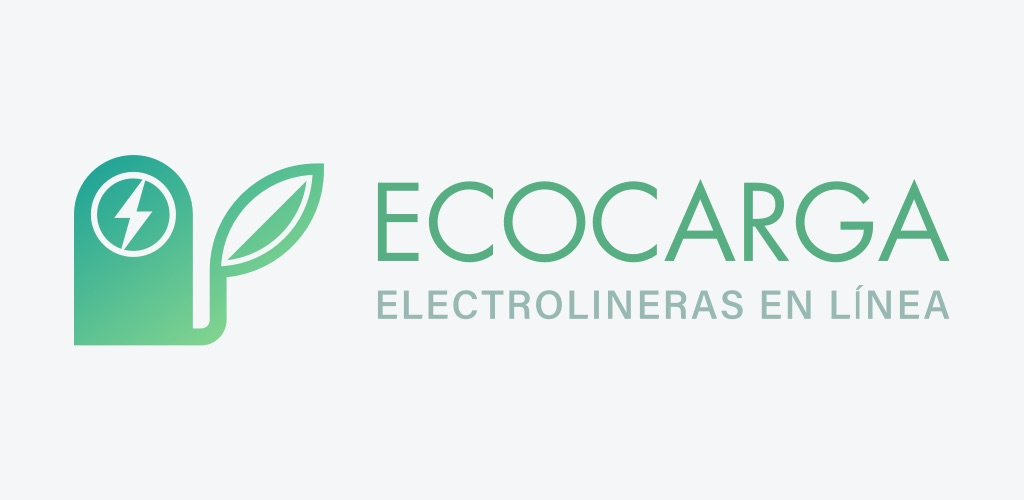 ECOCARGA
ELECTROLINERAS EN LÍNEA